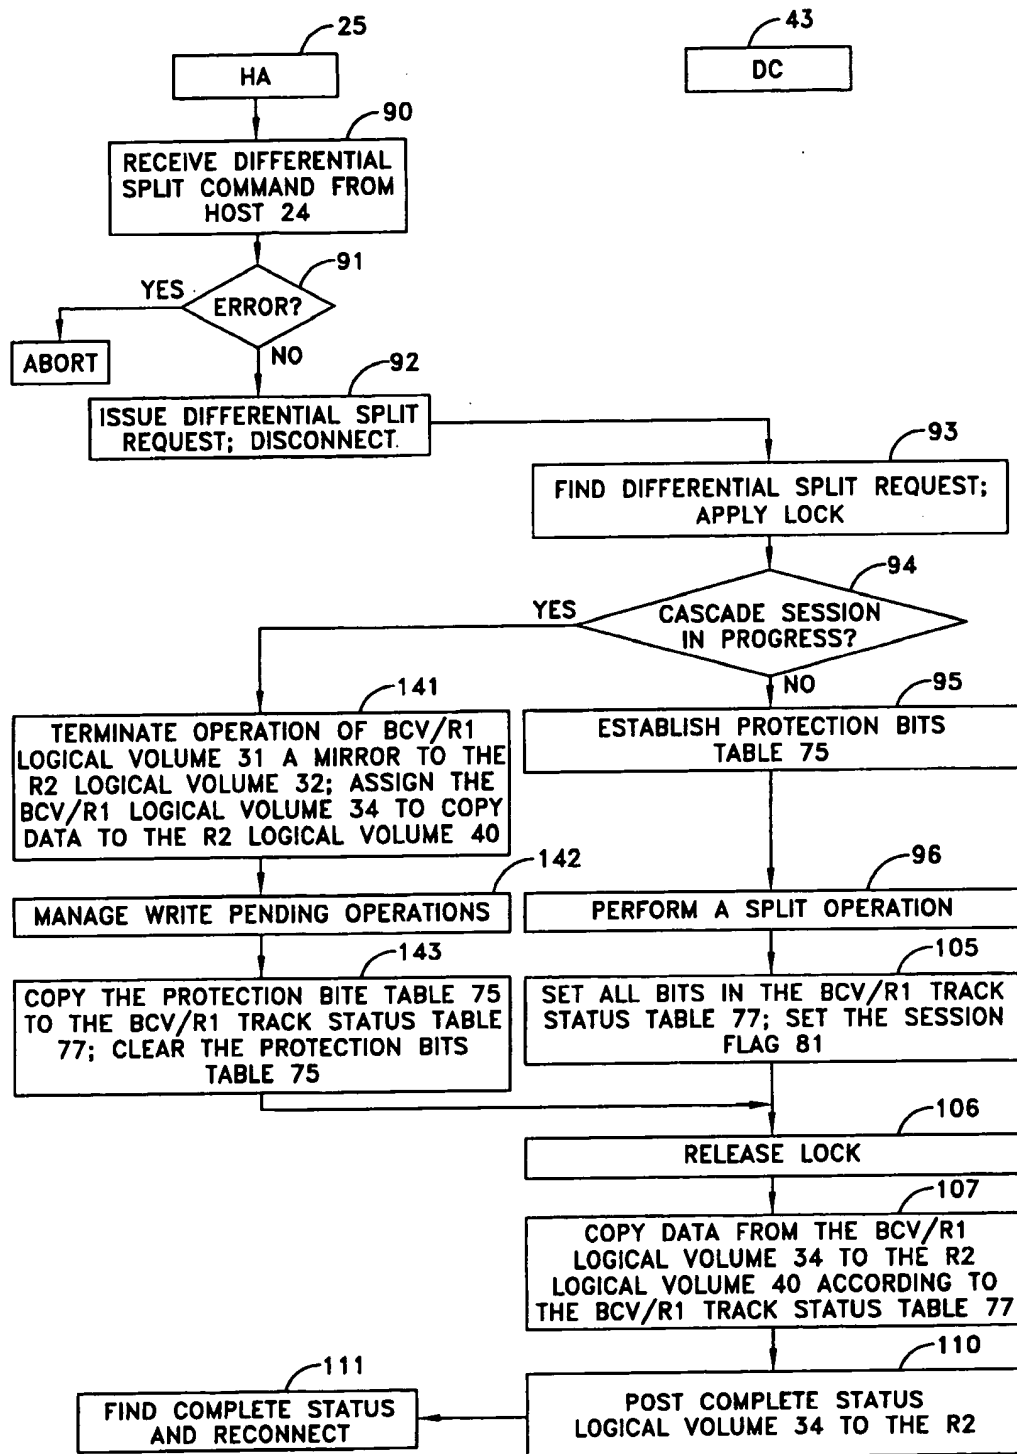 25
HA
43
DC
90
RECEIVE DIFFERENTIAL
SPLIT COMMAND FROM
HOST 24
91
YES
ERROR?
ABORT
NO
92
ISSUE DIFFERENTIAL SPLIT
REQUEST; DISCONNECT.
93
FIND DIFFERENTIAL SPLIT REQUEST;
APPLY LOCK
94
YES
CASCADE SESSION
IN PROGRESS?
NO
141
TERMINATE OPERATION OF BCV/R1
LOGICAL VOLUME 31 A MIRROR TO THE
R2 LOGICAL VOLUME 32; ASSIGN THE
BCV/R1 LOGICAL VOLUME 34 TO COPY
DATA TO THE R2 LOGICAL VOLUME 40
95
ESTABLISH PROTECTION BITS
TABLE 75
142
MANAGE WRITE PENDING OPERATIONS
96
PERFORM A SPLIT OPERATION
143
COPY THE PROTECTION BITE TABLE 75
TO THE BCV/R1 TRACK STATUS TABLE
77; CLEAR THE PROTECTION BITS
TABLE 75
105
SET ALL BITS IN THE BCV/R1 TRACK
STATUS TABLE 77; SET THE SESSION
FLAG 81
106
RELEASE LOCK
107
COPY DATA FROM THE BCV/R1
LOGICAL VOLUME 34 TO THE R2
LOGICAL VOLUME 40 ACCORDING TO
THE BCV/R1 TRACK STATUS TABLE 77
110
POST COMPLETE STATUS
LOGICAL VOLUME 34 TO THE R2
111
FIND COMPLETE STATUS
AND RECONNECT